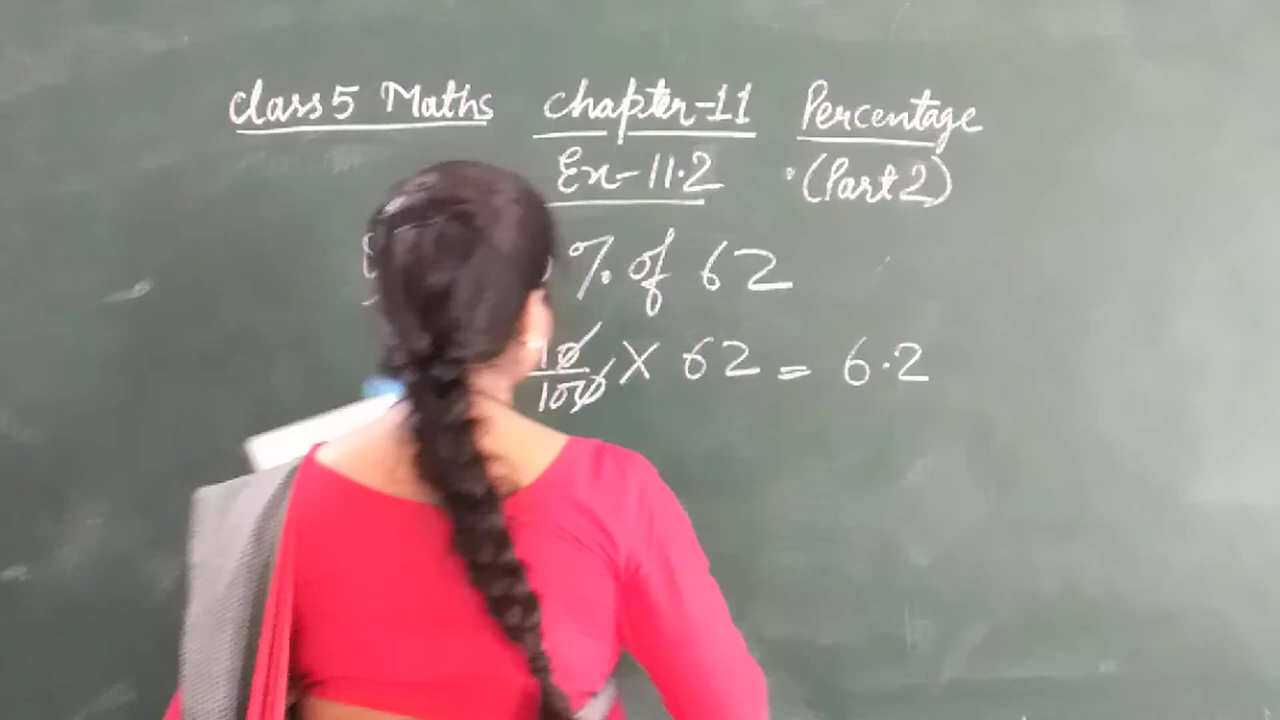 Class 5 Maths Chapter-11 Percentage
Ex-11.2 (Part 2)
% of 62
10/100 X 62 = 6.2